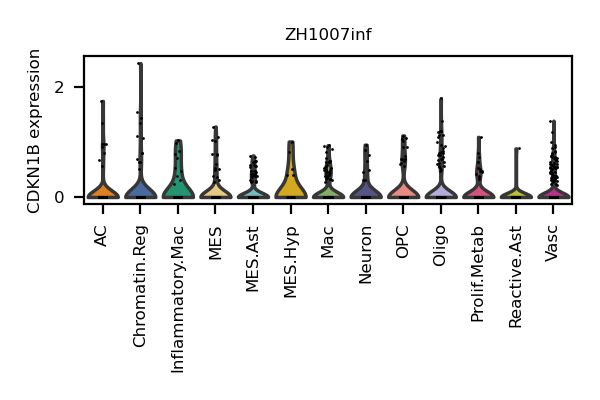 ZH1007inf
CDKN1B expression
2
0
AC
Chromatin.Reg
Inflammatory.Mac
MES
MES.Ast
MES.Hyp
Mac
Neuron
OPC
Oligo
Prolif.Metab
Reactive.Ast
Vasc